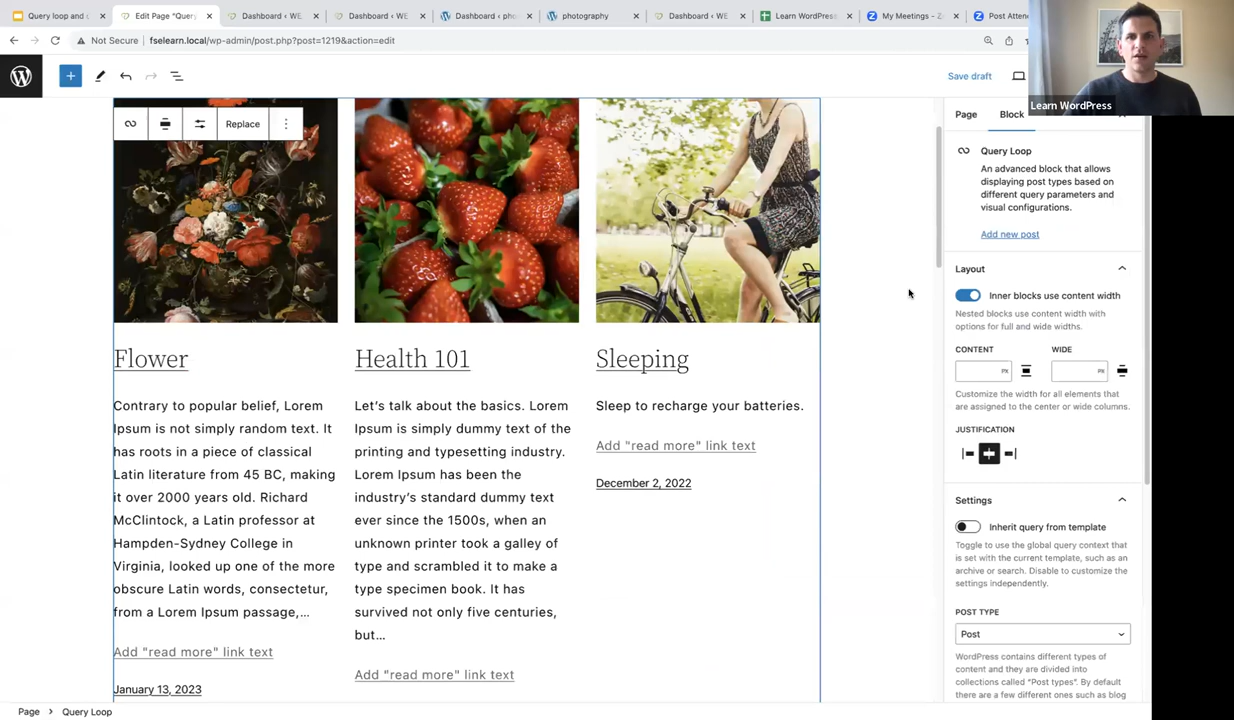 Query loop and s
Edit Page "Query
Dashboard ‹ WE
Dashboard ‹ WE
Dashboard ‹ pho
photography
Dashboard ‹ WE
Learn WordPress
My Meetings - Z
Post Attend
Not Secure
fselearn.local/wp-admin/post.php?post=1219&action=edit
Learn WordPress
Save draft
Replace
Flower
Contrary to popular belief, Lorem
Ipsum is not simply random text. It
has roots in a piece of classical
Latin literature from 45 BC, making
it over 2000 years old. Richard
McClintock, a Latin professor at
Hampden-Sydney College in
Virginia, looked up one of the more
obscure Latin words, consectetur,
from a Lorem Ipsum passage,…
Add "read more" link text
January 13, 2023
Health 101
Let's talk about the basics. Lorem
Ipsum is simply dummy text of the
printing and typesetting industry.
Lorem Ipsum has been the
industry's standard dummy text
ever since the 1500s, when an
unknown printer took a galley of
type and scrambled it to make a
type specimen book. It has
survived not only five centuries,
but…
Add "read more" link text
Sleeping
Sleep to recharge your batteries.
Add "read more" link text
December 2, 2022
Page
Block
Query Loop
An advanced block that allows
displaying post types based on
different query parameters and
visual configurations.
Add new post
Layout
Inner blocks use content width
Nested blocks use content width with
options for full and wide widths.
CONTENT
WIDE
PX
PX
Customize the width for all elements
that are assigned to the center or wide columns.
JUSTIFICATION
Settings
Inherit query from template
Toggle to use the global query context that
is set with the current template, such as an
archive or search. Disable to customize the
settings independently.
POST TYPE
Post
WordPress contains different types of
content and they are divided into
collections called "Post types". By default
there are a few different ones such as blog
Page
Query Loop